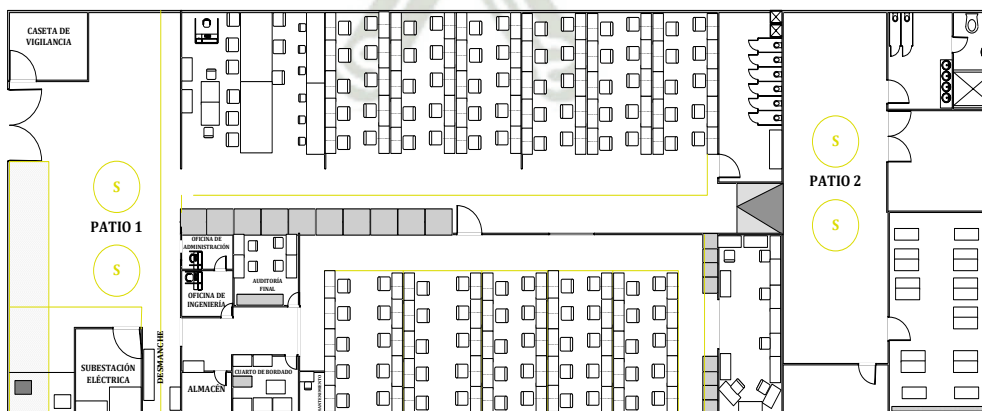 CASETA DE
VIGILANCIA
S
PATIO 1
S
S
PATIO 2
S
OFICINA DE
ADMINISTRACIÓN
OFICINA DE
INGENIERÍA
AUDITORÍA
FINAL
DESMANCHE
SUBESTACIÓN
ELÉCTRICA
ALMACÉN
CUARTO DE BORDADO
MANTENIMIENTO